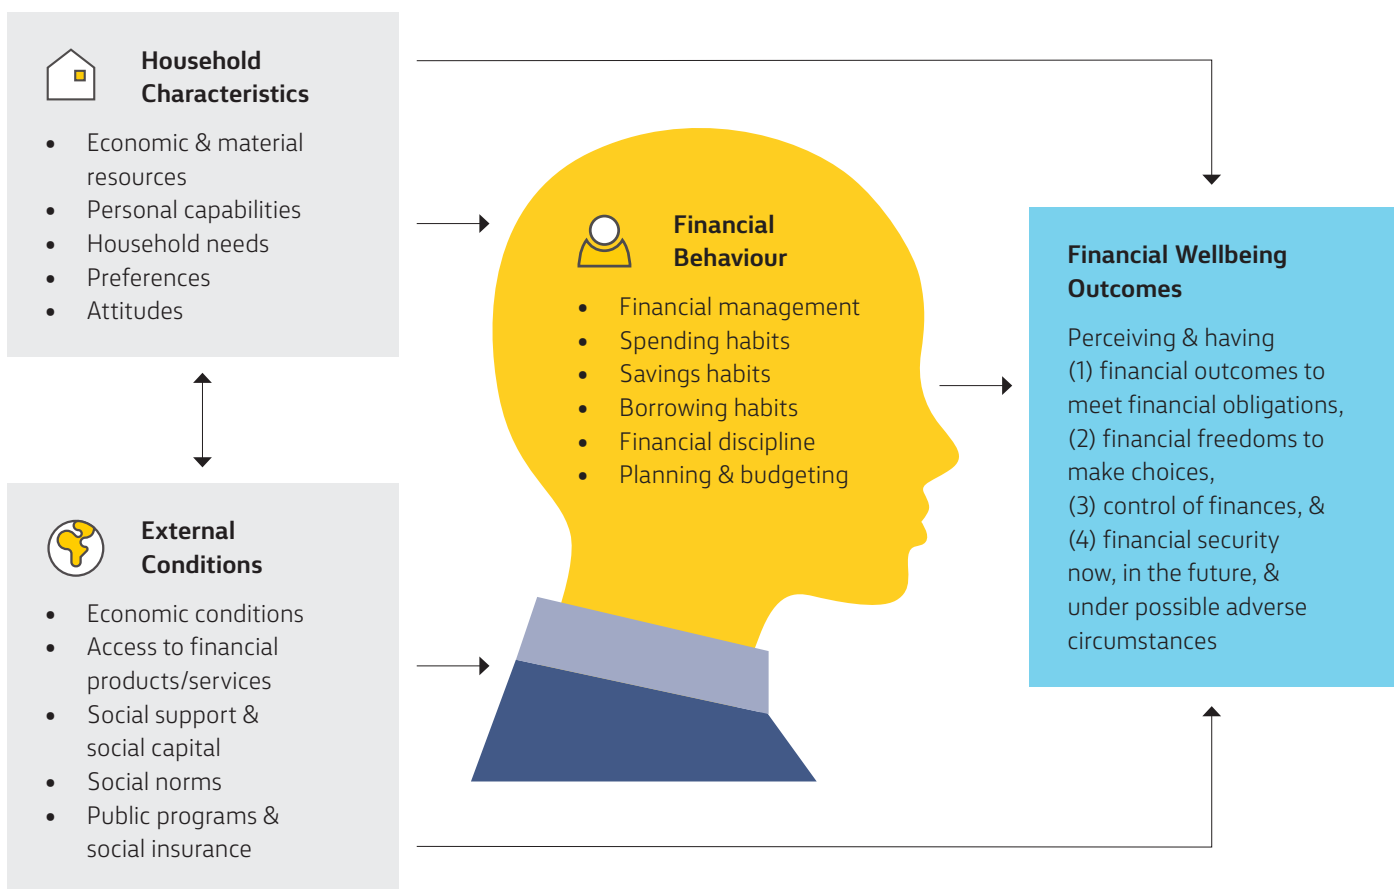 Household
Characteristics
• Economic & material
resources
• Personal capabilities
• Household needs
• Preferences
• Attitudes
External
Conditions
• Economic conditions
• Access to financial
products/services
• Social support &
social capital
• Social norms
• Public programs &
social insurance
Financial
Behaviour
• Financial management
• Spending habits
• Savings habits
• Borrowing habits
• Financial discipline
• Planning & budgeting
Financial Wellbeing
Outcomes
Perceiving & having
(1) financial outcomes to
meet financial obligations,
(2) financial freedoms to
make choices,
(3) control of finances, &
(4) financial security
now, in the future, &
under possible adverse
circumstances